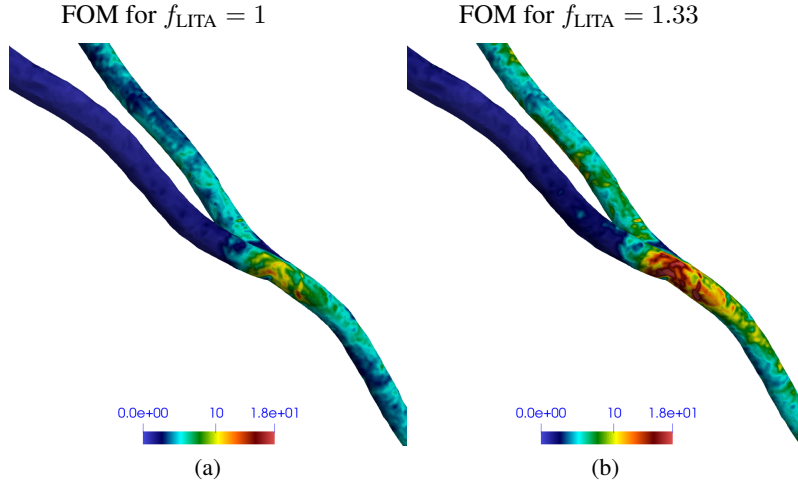 FOM for f_LITA = 1
FOM for f_LITA = 1.33
0.0e+00 10 1.8e+01
0.0e+00 10 1.8e+01
(a)
(b)